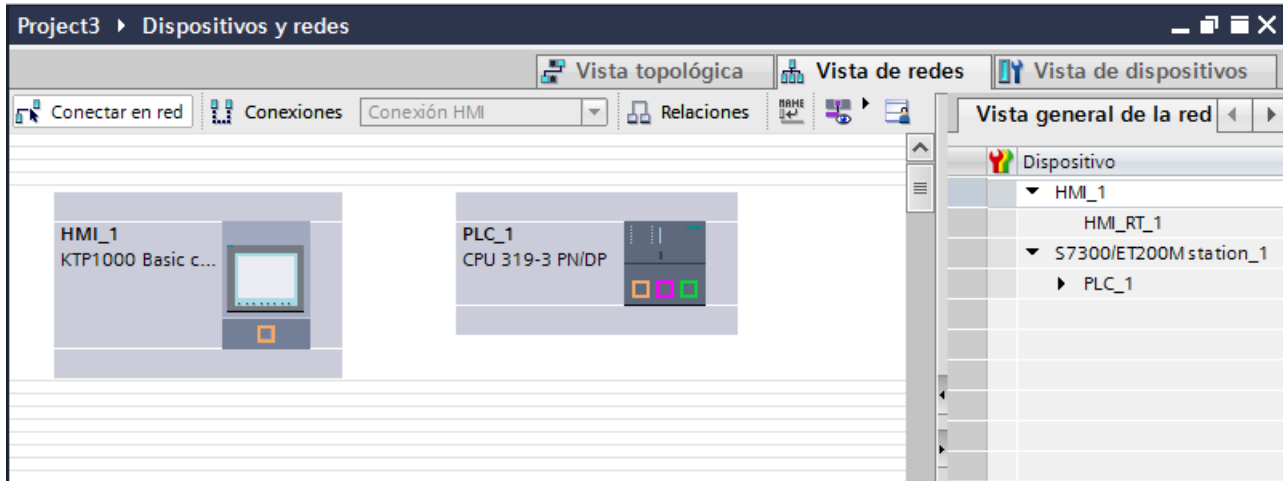 Project3 ▸ Dispositivos y redes
Vista topológica
Vista de redes
Vista de dispositivos
Conectar en red
Conexiones
Conexión HMI
Relaciones
NAME
Vista general de la red
Dispositivo
HMI_1
HMI_RT_1
S7300/ET200M station_1
PLC_1
HMI_1
KTP1000 Basic c...
PLC_1
CPU 319-3 PN/DP